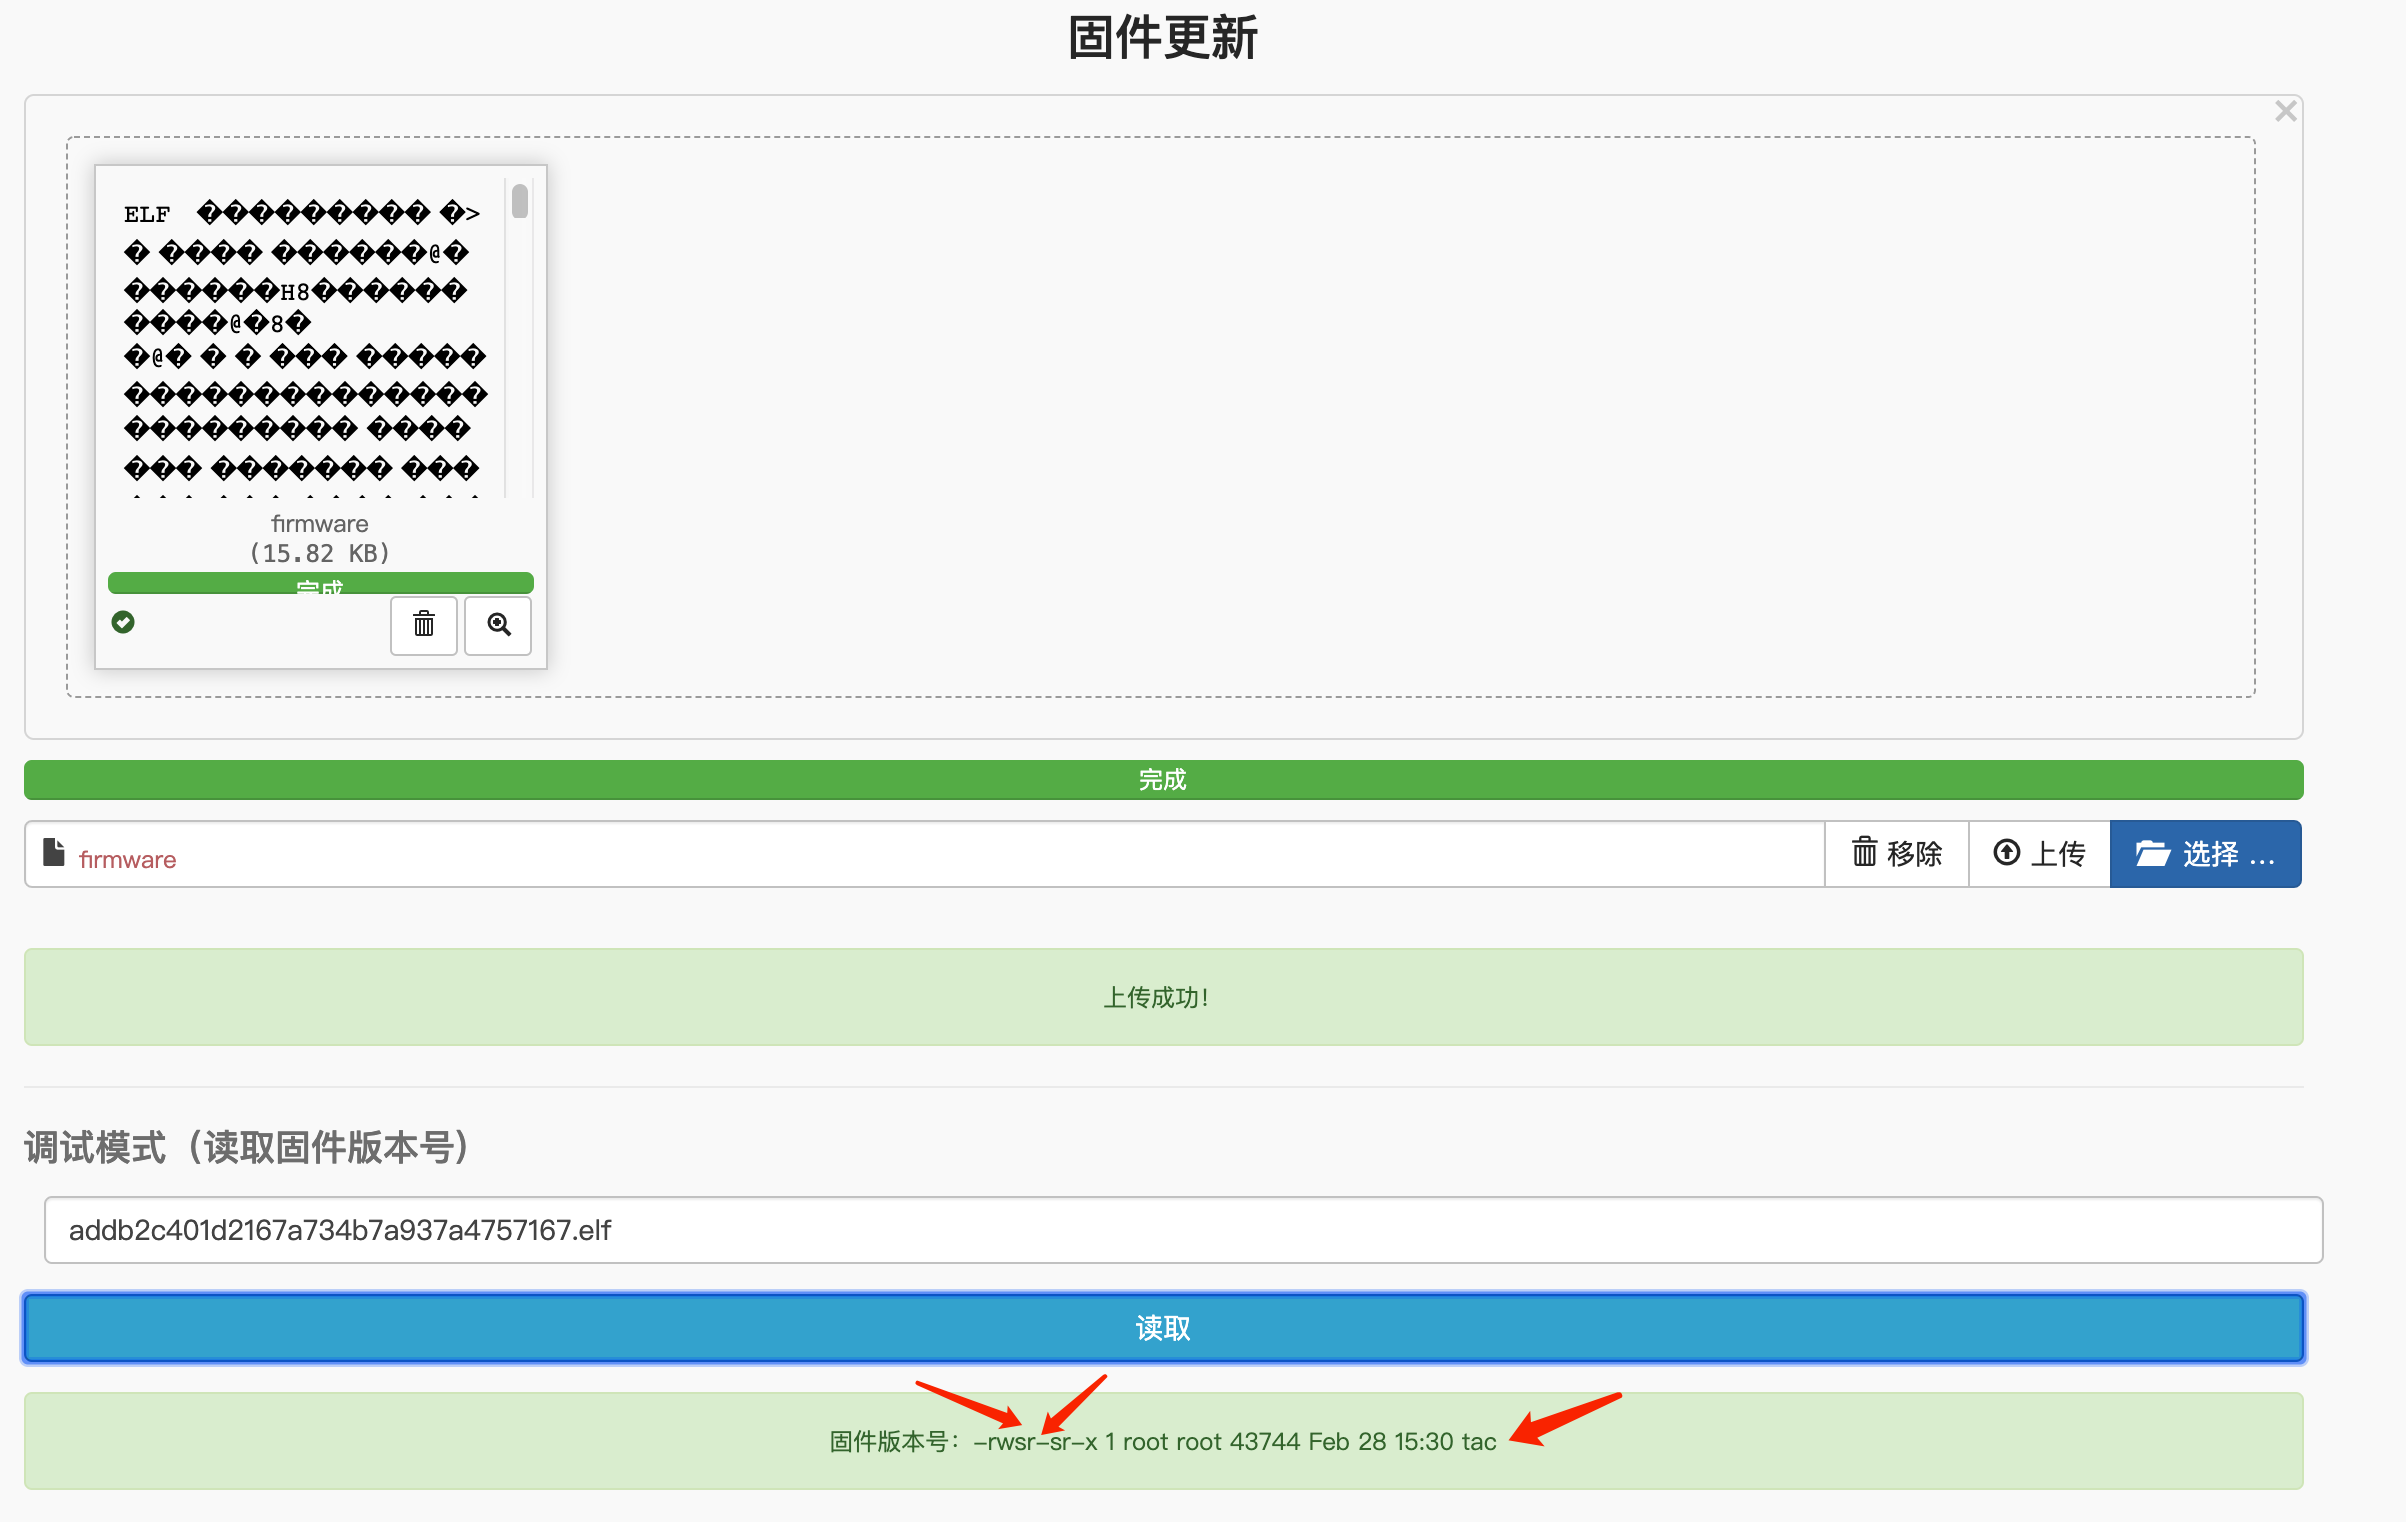 固件更新
×
ELF �������� �>
� ���� ������@�
������H8������
����@�8�
�@� � � ��� �����
��������������
��������� ����
��� ������� ���
firmware
(15.82 KB)
完成
完成
firmware
移除
上传
选择 ...
上传成功!
调试模式（读取固件版本号）
addb2c401d2167a734b7a937a4757167.elf
读取
固件版本号：-rwsr-sr-x 1 root root 43744 Feb 28 15:30 tac